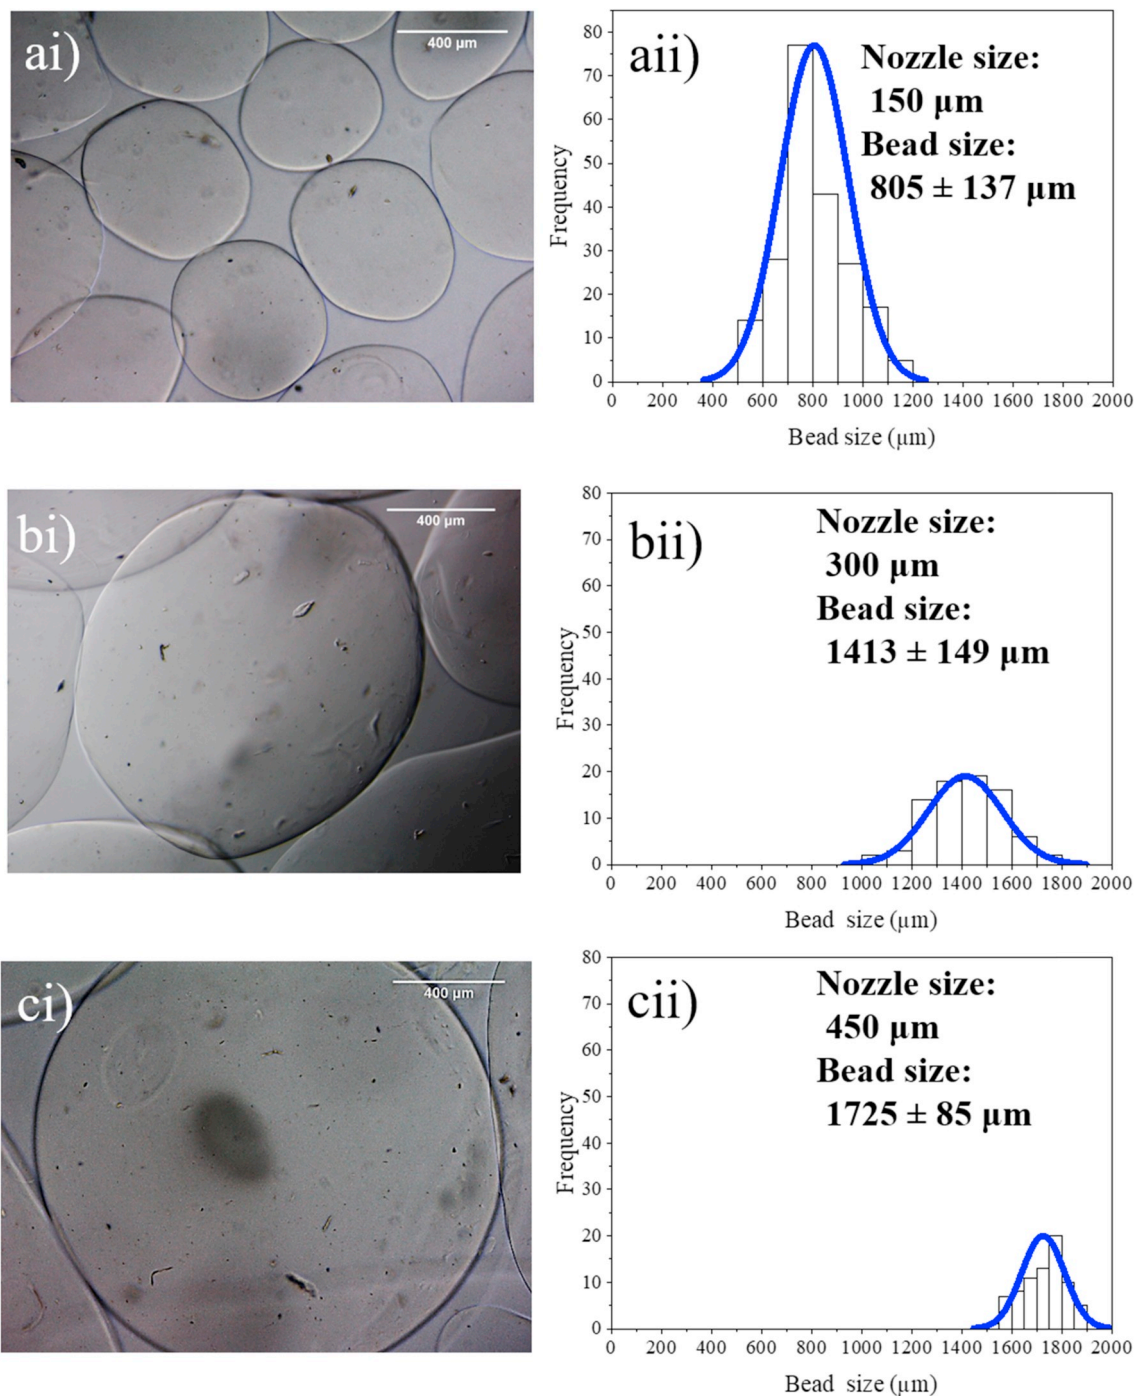 ai)
400 µm
aii)
Nozzle size:
150 µm
Bead size:
805 ± 137 µm
Frequency
80
70
60
50
40
30
20
10
0
0 200 400 600 800 1000 1200 1400 1600 1800 2000
Bead size (µm)
bi)
400 µm
bii)
Nozzle size:
300 µm
Bead size:
1413 ± 149 µm
Frequency
80
70
60
50
40
30
20
10
0
0 200 400 600 800 1000 1200 1400 1600 1800 2000
Bead size (µm)
ci)
400 µm
cii)
Nozzle size:
450 µm
Bead size:
1725 ± 85 µm
Frequency
80
70
60
50
40
30
20
10
0
0 200 400 600 800 1000 1200 1400 1600 1800 2000
Bead size (µm)